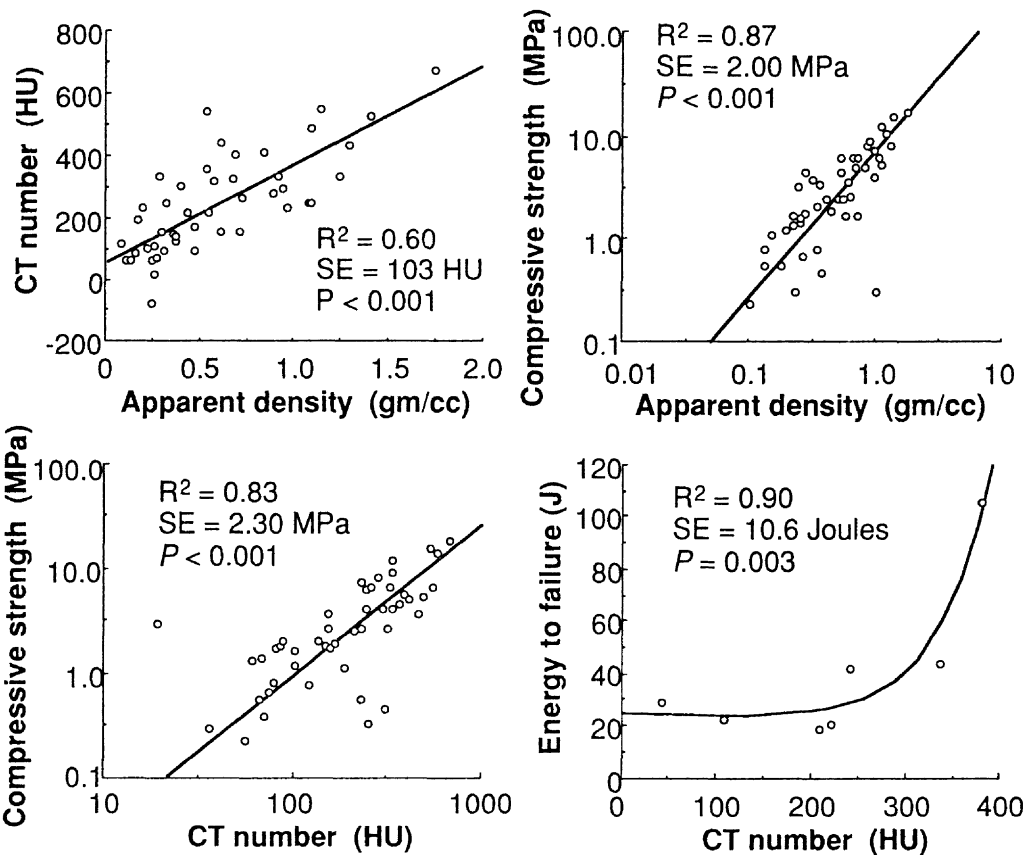 CT number (HU)
800
600
400
200
0
-200
R² = 0.60
SE = 103 HU
P < 0.001
0 0.5 1.0 1.5 2.0
Apparent density (gm/cc)
Compressive strength (MPa)
100.0
10.0
1.0
0.1
R² = 0.87
SE = 2.00 MPa
P < 0.001
0.01 0.1 1.0 10
Apparent density (gm/cc)
Compressive strength (MPa)
100.0
10.0
1.0
0.1
R² = 0.83
SE = 2.30 MPa
P < 0.001
10 100 1000
CT number (HU)
Energy to failure (J)
120
100
80
60
40
20
0
R² = 0.90
SE = 10.6 Joules
P = 0.003
0 100 200 300 400
CT number (HU)